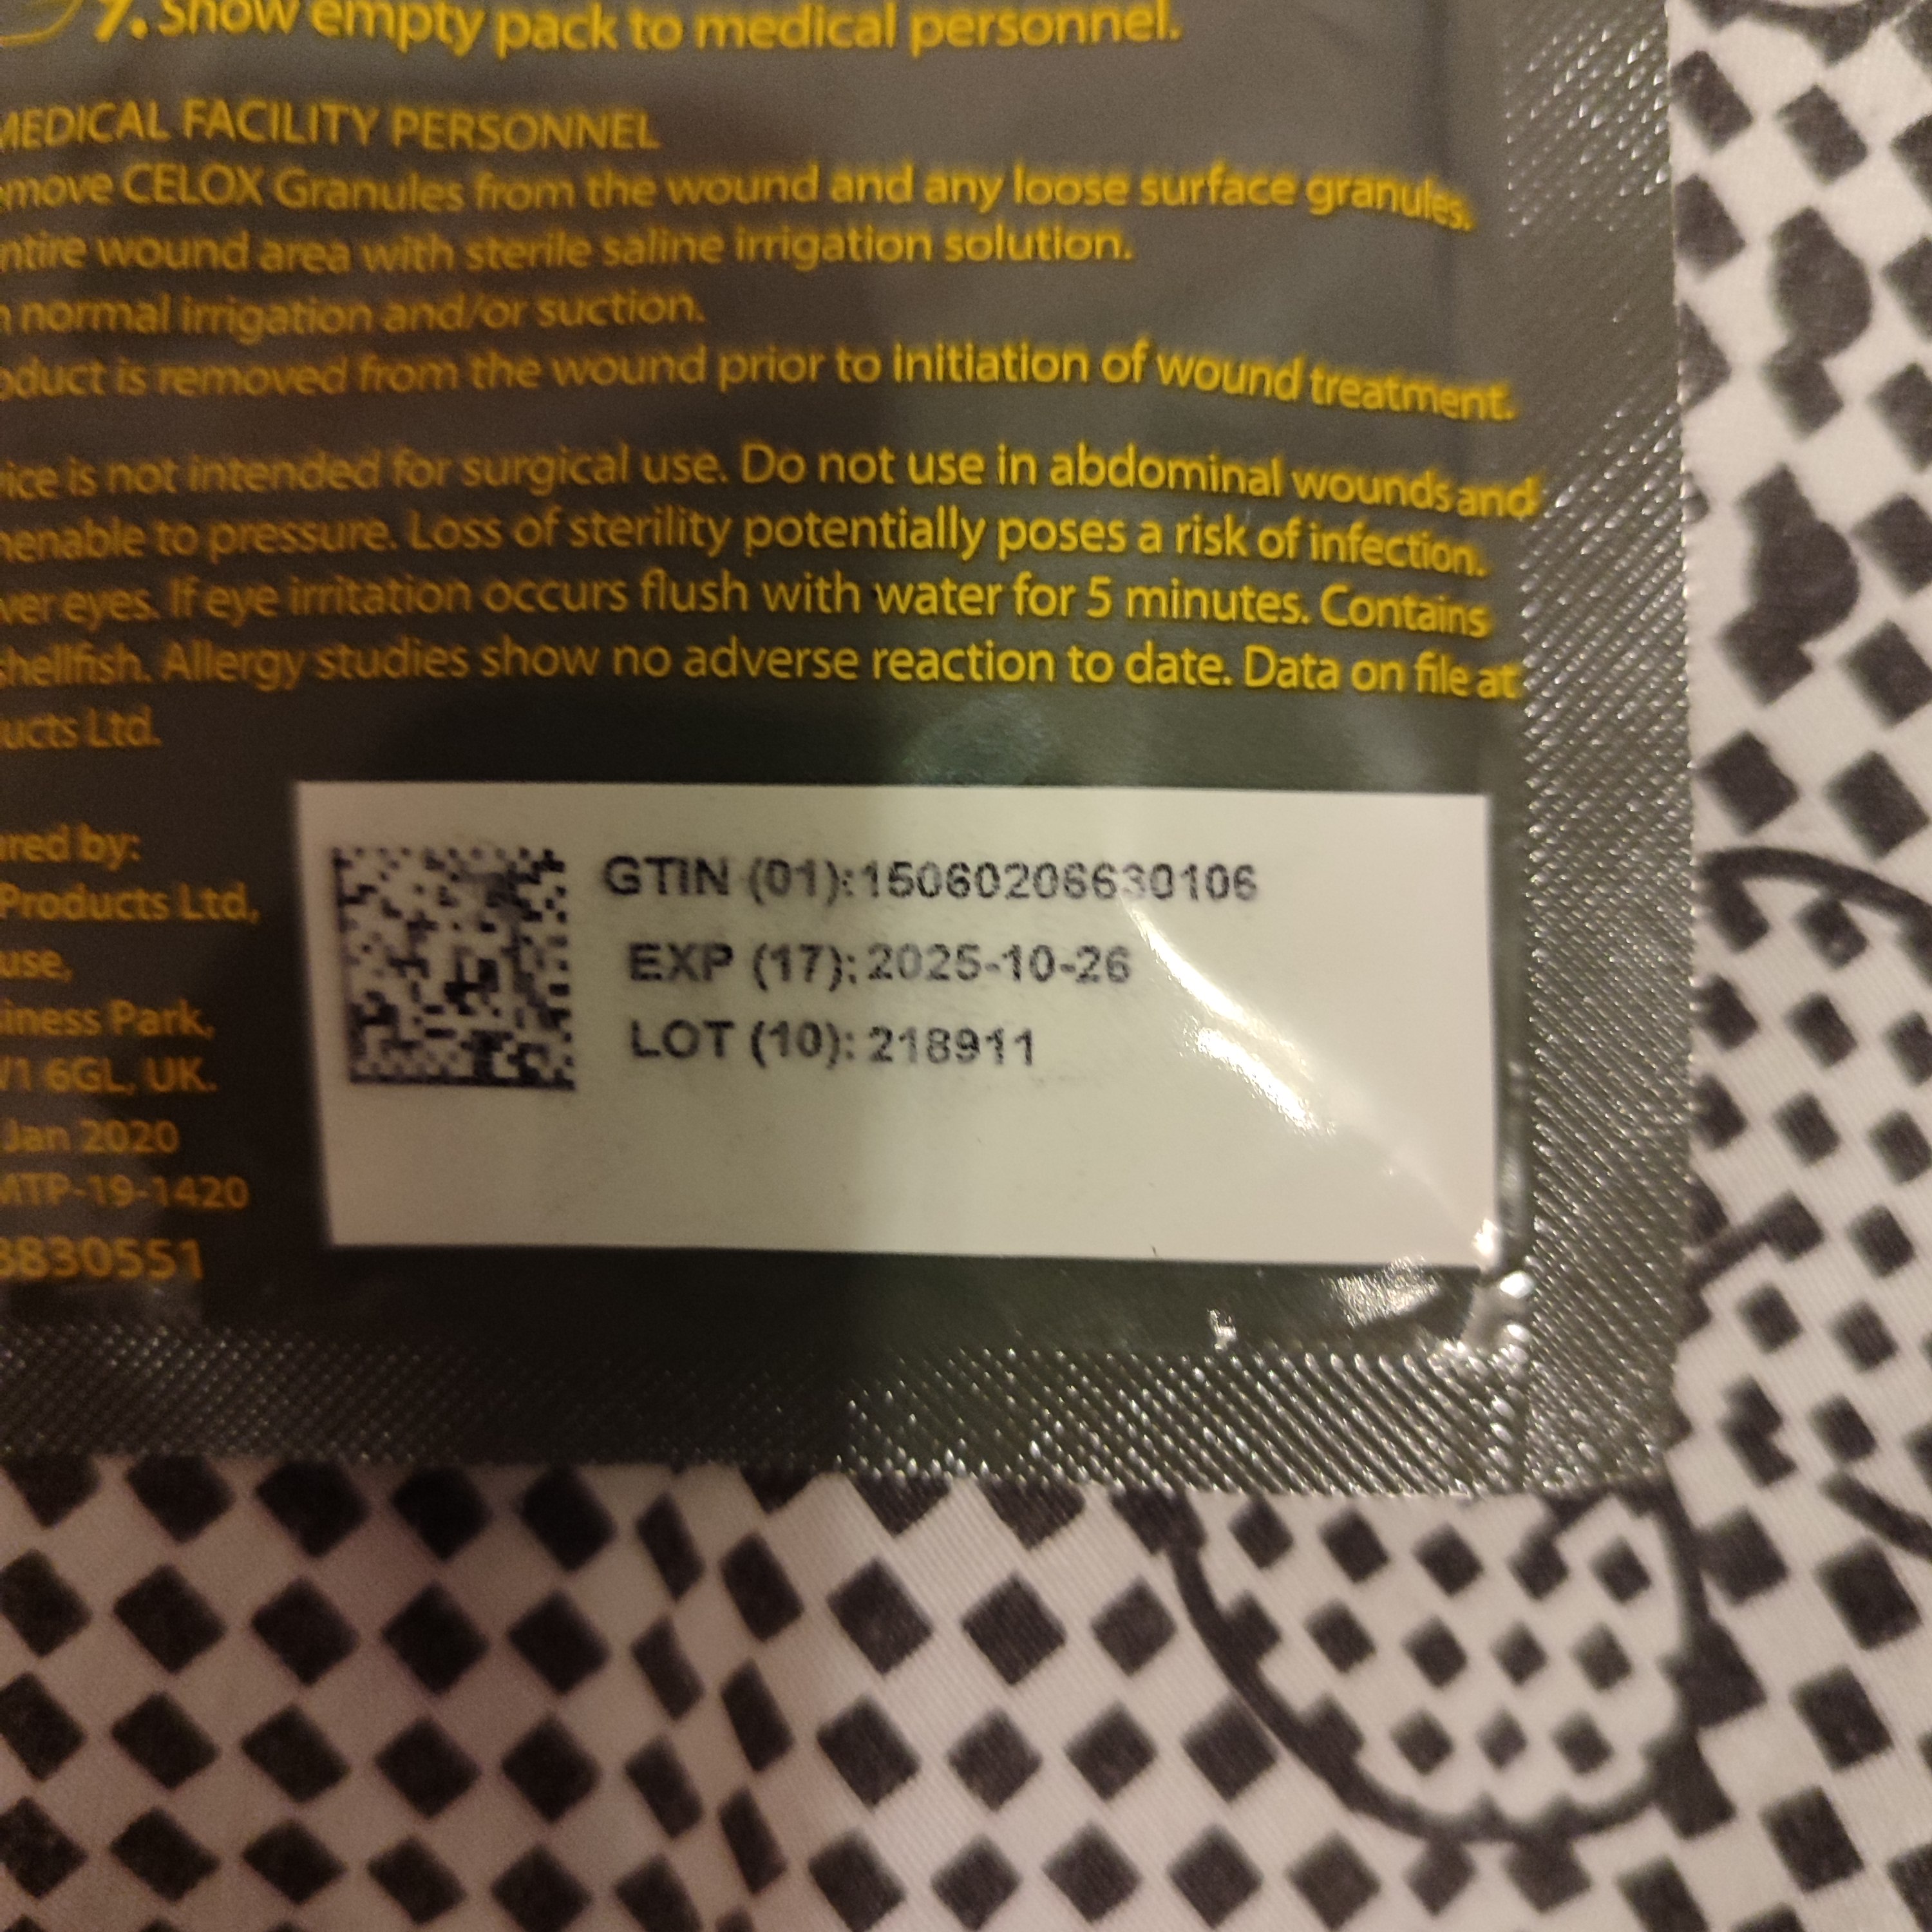 7. Show empty pack to medical personnel.
MEDICAL FACILITY PERSONNEL
move CELOX Granules from the wound and any loose surface granules.
ntire wound area with sterile saline irrigation solution.
normal irrigation and/or suction.
oduct is removed from the wound prior to initiation of wound treatment.
ice is not intended for surgical use. Do not use in abdominal wounds and
menable to pressure. Loss of sterility potentially poses a risk of infection.
ver eyes. If eye irritation occurs flush with water for 5 minutes. Contains
shellfish. Allergy studies show no adverse reaction to date. Data on file at
ucts Ltd.
ured by:
Products Ltd,
use,
siness Park,
W1 6GL, UK.
Jan 2020
MTP-19-1420
8830551
GTIN (01):15060206630106
EXP (17): 2025-10-26
LOT (10): 218911